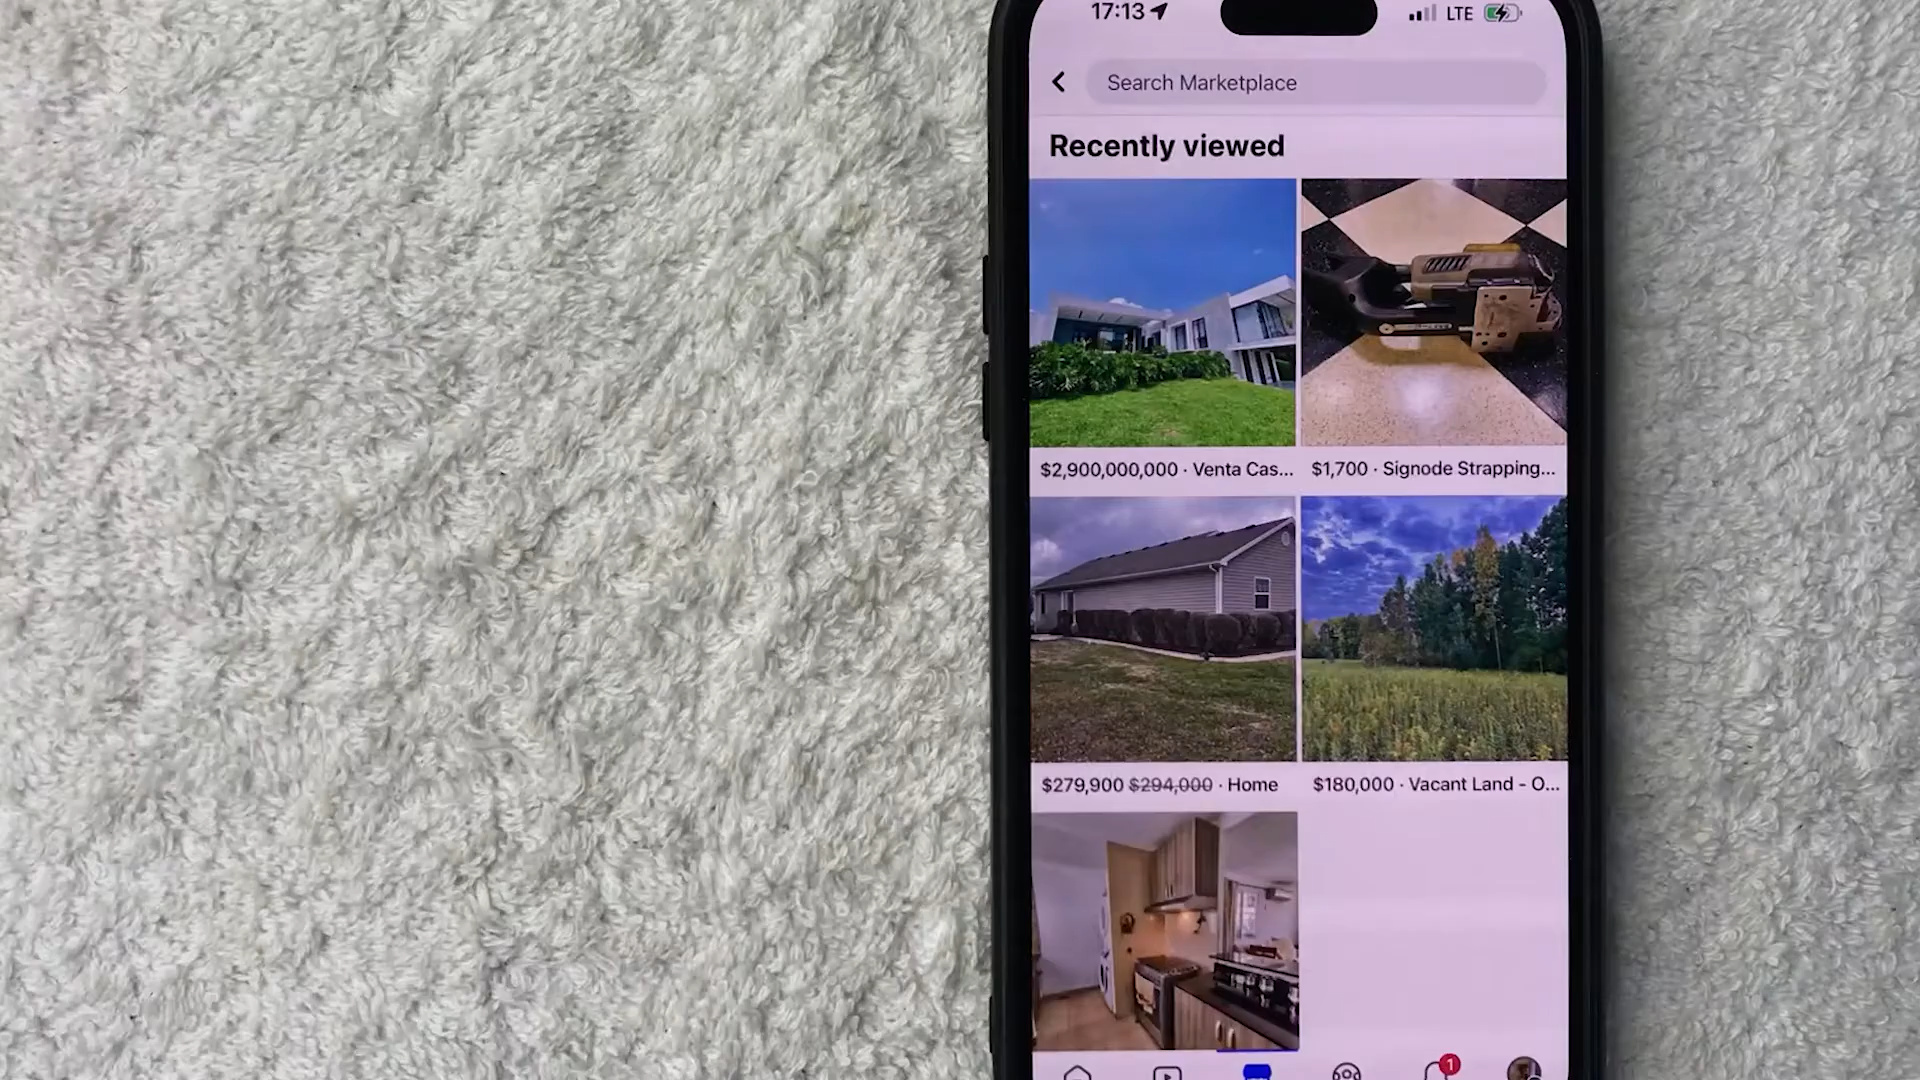 17:13 LTE
Search Marketplace
Recently viewed
$2,900,000,000 · Venta Cas... $1,700 · Signode Strapping...
$279,900 $294,000 · Home $180,000 · Vacant Land - O...
1